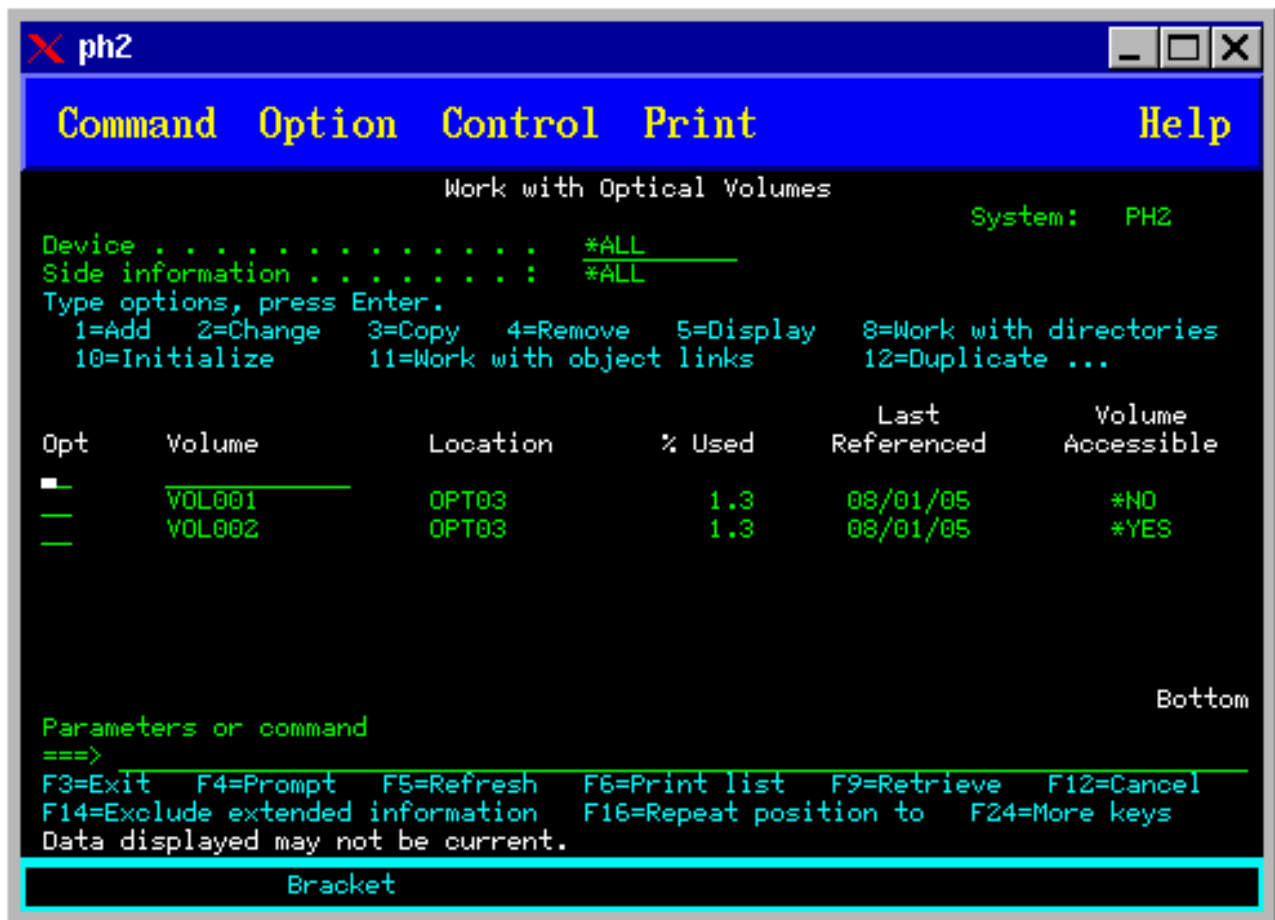 ph2
Command Option Control Print Help
Work with Optical Volumes
System: PH2
Device . . . . . . . . . . . . . *ALL
Side information . . . . . . . : *ALL
Type options, press Enter.
1=Add 2=Change 3=Copy 4=Remove 5=Display 8=Work with directories
10=Initialize 11=Work with object links 12=Duplicate ...
Last Volume
Opt Volume Location % Used Referenced Accessible
VOL001 OPT03 1.3 08/01/05 *NO
VOL002 OPT03 1.3 08/01/05 *YES
Bottom
Parameters or command
===>
F3=Exit F4=Prompt F5=Refresh F6=Print list F9=Retrieve F12=Cancel
F14=Exclude extended information F16=Repeat position to F24=More keys
Data displayed may not be current.
Bracket